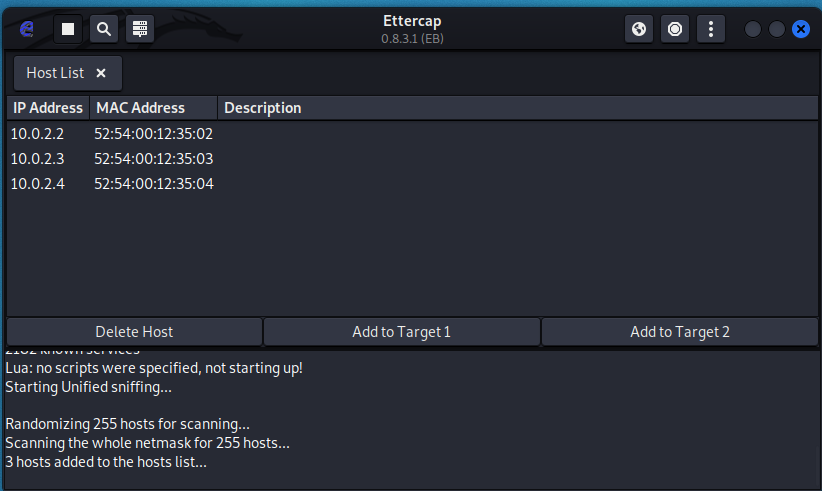 Ettercap
0.8.3.1 (EB)
Host List
IP Address MAC Address Description
10.0.2.2 52:54:00:12:35:02
10.0.2.3 52:54:00:12:35:03
10.0.2.4 52:54:00:12:35:04
Delete Host Add to Target 1 Add to Target 2
2182 known services
Lua: no scripts were specified, not starting up!
Starting Unified sniffing...
Randomizing 255 hosts for scanning...
Scanning the whole netmask for 255 hosts...
3 hosts added to the hosts list...